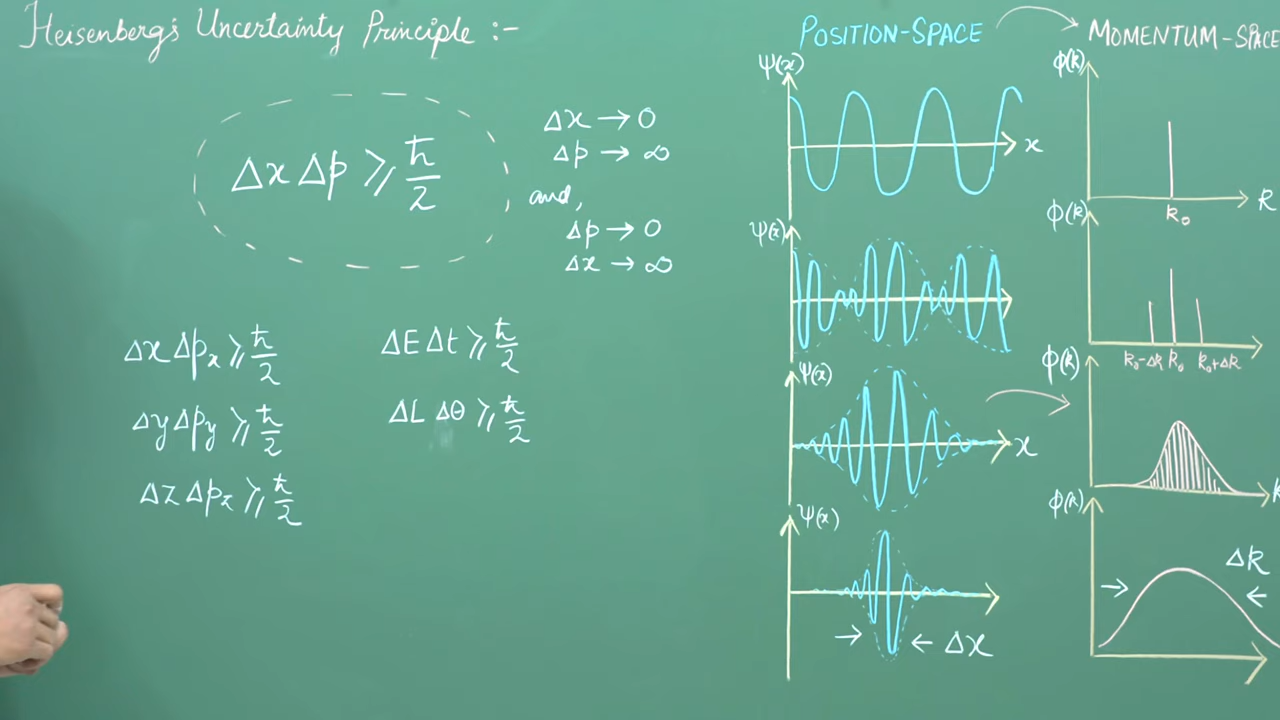 Heisenberg's Uncertainty Principle :-
Δx Δp ≥ ħ/2
Δx → 0
Δp → ∞
and,
Δp → 0
Δx → ∞
Δx Δpx ≥ ħ/2
Δy Δpy ≥ ħ/2
Δz Δpz ≥ ħ/2
ΔE Δt ≥ ħ/2
ΔL Δθ ≥ ħ/2
POSITION-SPACE → MOMENTUM-SPACE
ψ(x)
x
ϕ(k)
k₀
k
ψ(x)
ϕ(k)
k₀-Δk k₀ k₀+Δk
ψ(x)
x
ϕ(k)
k
ψ(x)
→ ← Δx
ϕ(k)
Δk
→ ←